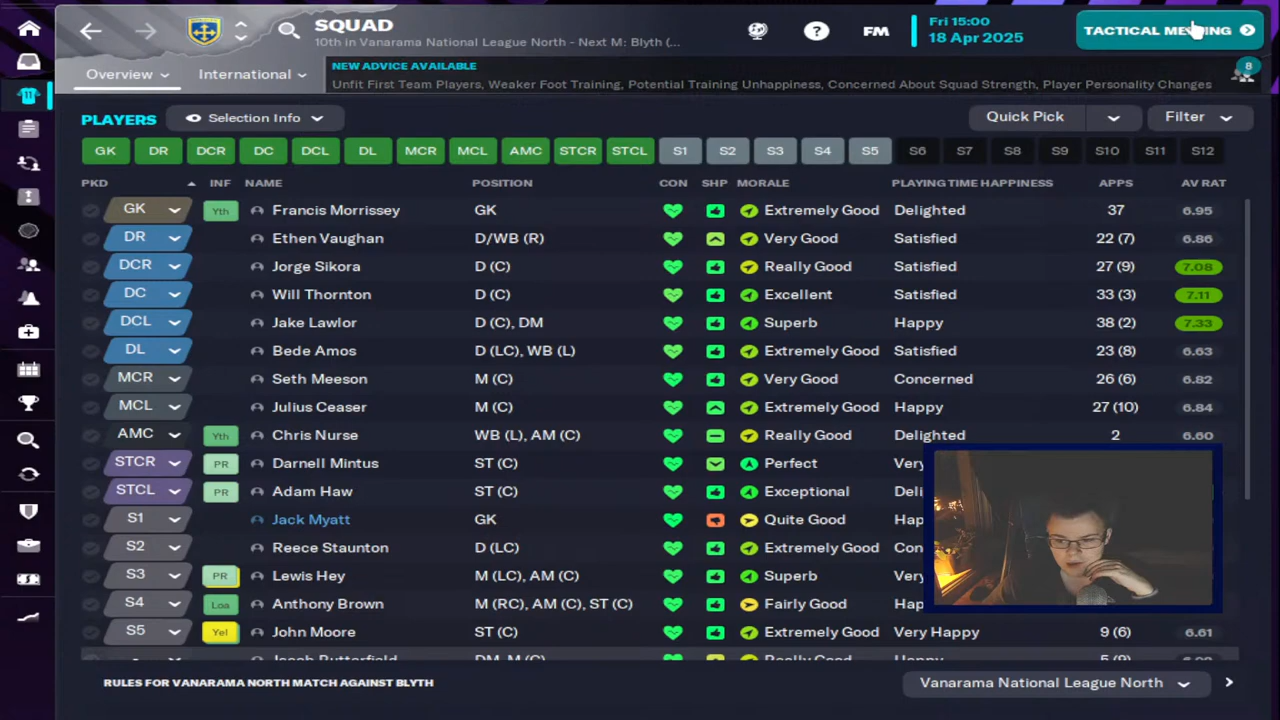 SQUAD
10th in Vanarama National League North - Next M: Blyth (...
FM
Fri 15:00
18 Apr 2025
TACTICAL MEETING
Overview
International
NEW ADVICE AVAILABLE
Unfit First Team Players, Weaker Foot Training, Potential Training Unhappiness, Concerned About Squad Strength, Player Personality Changes
8
PLAYERS
Selection Info
Quick Pick
Filter
GK DR DCR DC DCL DL MCR MCL AMC STCR STCL S1 S2 S3 S4 S5 S6 S7 S8 S9 S10 S11 S12
PKD INF NAME POSITION CON SHP MORALE PLAYING TIME HAPPINESS APPS AV RAT
GK Yth Francis Morrissey GK Extremely Good Delighted 37 6.95
DR Ethen Vaughan D/WB (R) Very Good Satisfied 22 (7) 6.86
DCR Jorge Sikora D (C) Really Good Satisfied 27 (9) 7.08
DC Will Thornton D (C) Excellent Satisfied 33 (3) 7.11
DCL Jake Lawlor D (C), DM Superb Happy 38 (2) 7.33
DL Bede Amos D (LC), WB (L) Extremely Good Satisfied 23 (8) 6.63
MCR Seth Meeson M (C) Very Good Concerned 26 (6) 6.82
MCL Julius Ceaser M (C) Extremely Good Happy 27 (10) 6.84
AMC Yth Chris Nurse WB (L), AM (C) Really Good Delighted 2 6.60
STCR PR Darnell Mintus ST (C) Perfect Very
STCL PR Adam Haw ST (C) Exceptional Deli
S1 Jack Myatt GK Quite Good Hap
S2 Reece Staunton D (LC) Extremely Good Con
S3 PR Lewis Hey M (LC), AM (C) Superb Very
S4 Loa Anthony Brown M (RC), AM (C), ST (C) Fairly Good Hap
S5 Yel John Moore ST (C) Extremely Good Very Happy 9 (6) 6.61
RULES FOR VANARAMA NORTH MATCH AGAINST BLYTH
Vanarama National League North